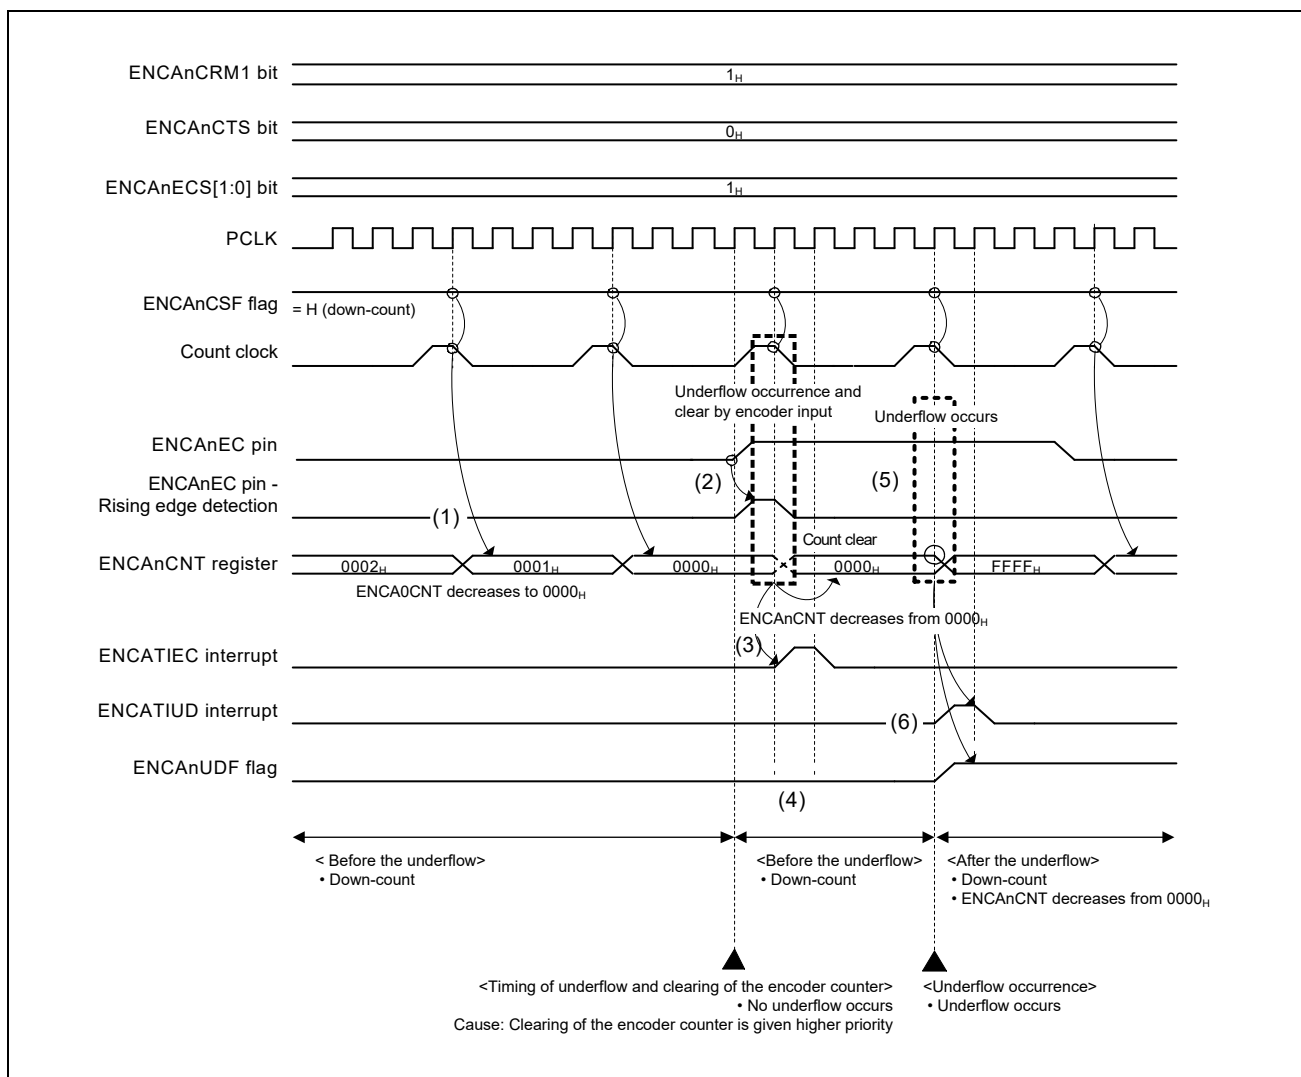 ENCAnCRM1 bit
1H
ENCAnCTS bit
0H
ENCAnECS[1:0] bit
1H
PCLK
ENCAnCSF flag
= H (down-count)
Count clock
Underflow occurrence and
clear by encoder input
Underflow occurs
ENCAnEC pin
(2)
(5)
ENCAnEC pin -
Rising edge detection
(1)
Count clear
ENCAnCNT register
0002H
0001H
0000H
0000H
FFFFH
ENCA0CNT decreases to 0000H
ENCAnCNT decreases from 0000H
(3)
ENCATIEC interrupt
ENCATIUD interrupt
(6)
ENCAnUDF flag
(4)
< Before the underflow>
• Down-count
<Before the underflow>
• Down-count
<After the underflow>
• Down-count
• ENCAnCNT decreases from 0000H
<Timing of underflow and clearing of the encoder counter>
• No underflow occurs
Cause: Clearing of the encoder counter is given higher priority
<Underflow occurrence>
• Underflow occurs